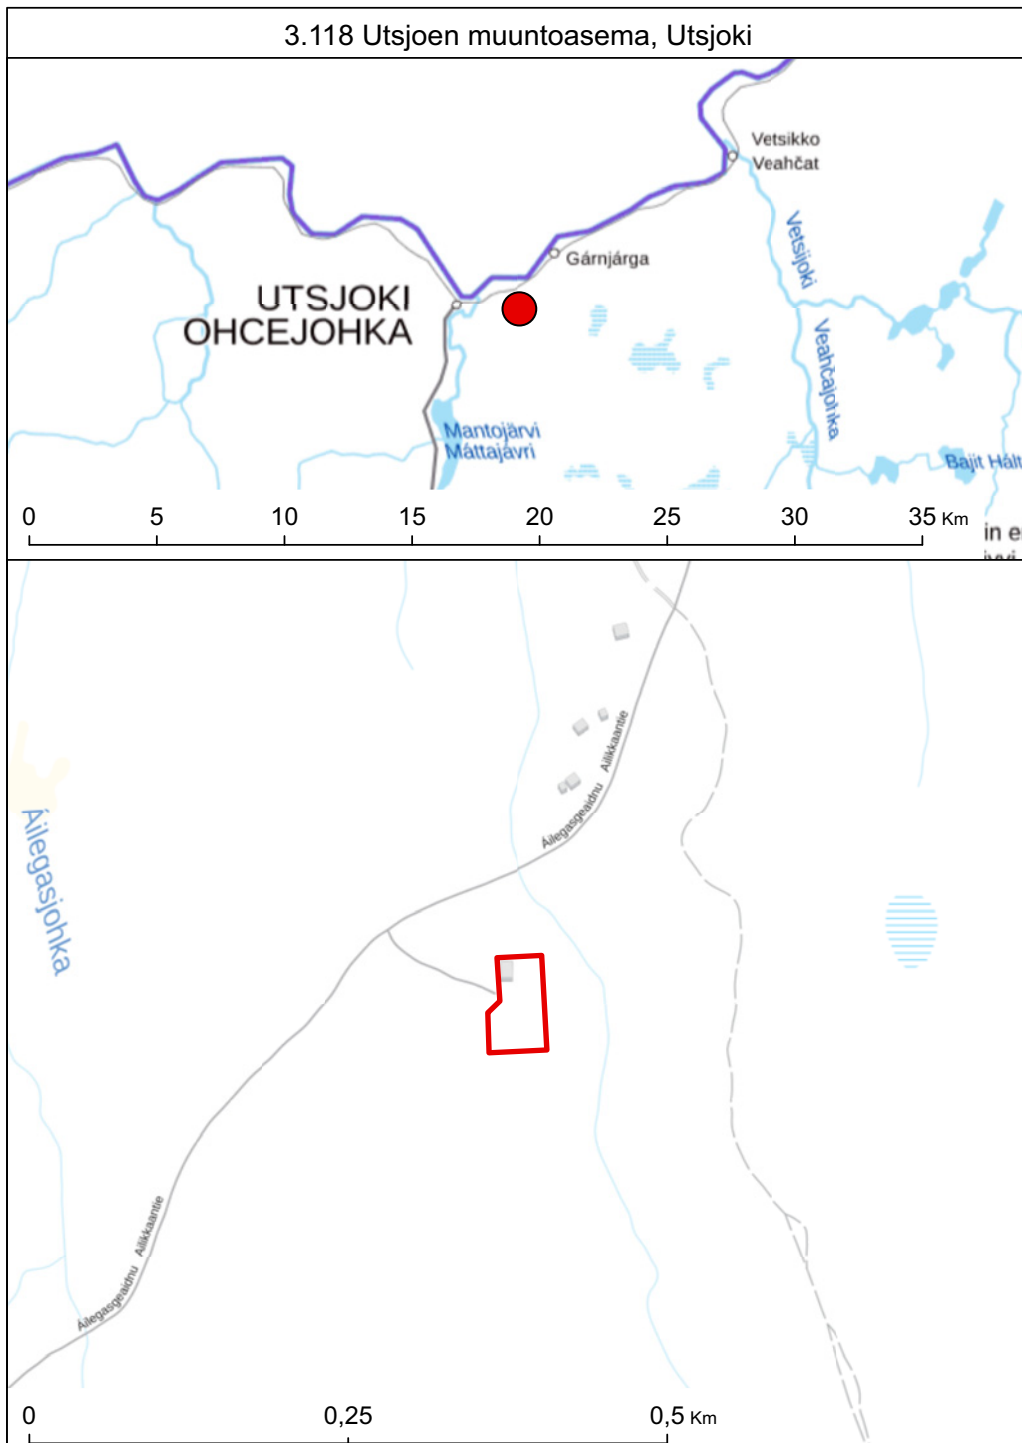 3.118 Utsjoen muuntoasema, Utsjoki
Vetsikko
Veahčat
Vetsijoki
Gárnjárga
UTSJOKI
OHCEJOHKA
Veahčajohka
Mantojärvi
Máttajávri
Bajit Hált
0 5 10 15 20 25 30 35 Km
in e
Ailikkaantie
Áilegasgeaidnu
Áilegasjohka
Ailikkaantie
Áilegasgeaidnu
0 0,25 0,5 Km